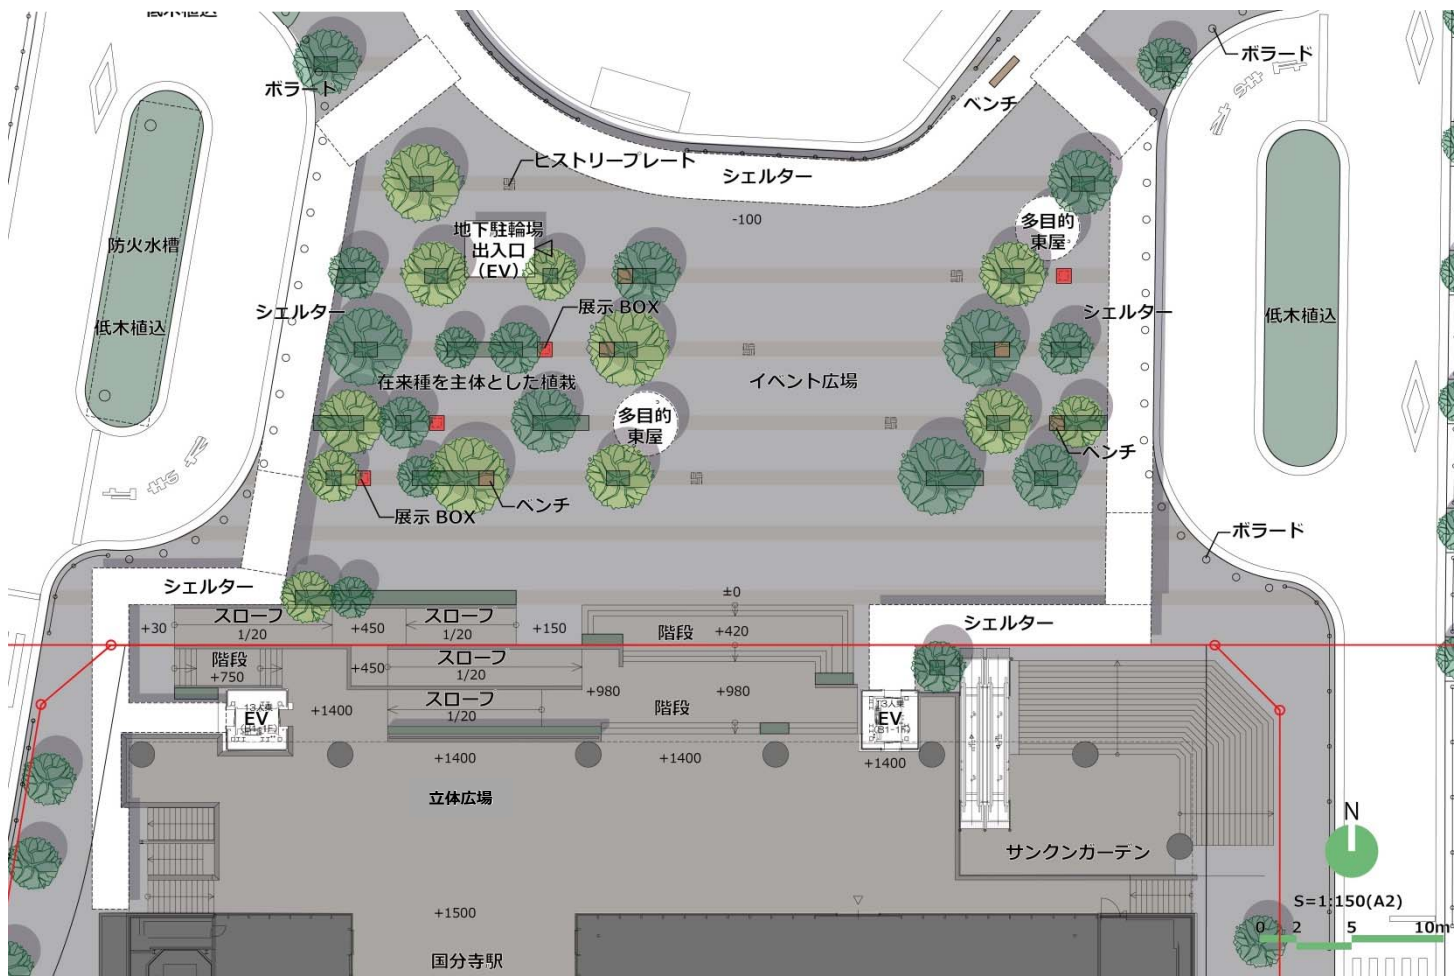 低木植込
ボラード
ボラード
ベンチ
ヒストリープレート
シェルター
-100
防火水槽
地下駐輪場
出入口
(EV)
多目的
東屋
展示 BOX
シェルター
シェルター
低木植込
低木植込
在来種を主体とした植栽
イベント広場
多目的
東屋
ベンチ
ベンチ
展示 BOX
ボラード
シェルター
±0
スロープ
1/20
スロープ
1/20
+30
+450
+150
階段
+420
シェルター
階段
+750
+450
スロープ
1/20
+980
+980
スロープ
1/20
階段
+1400
13人乗
EV
EV
+1400
+1400
+1400
立体広場
サンクンガーデン
N
S=1:150(A2)
0 2 5 10m
+1500
国分寺駅